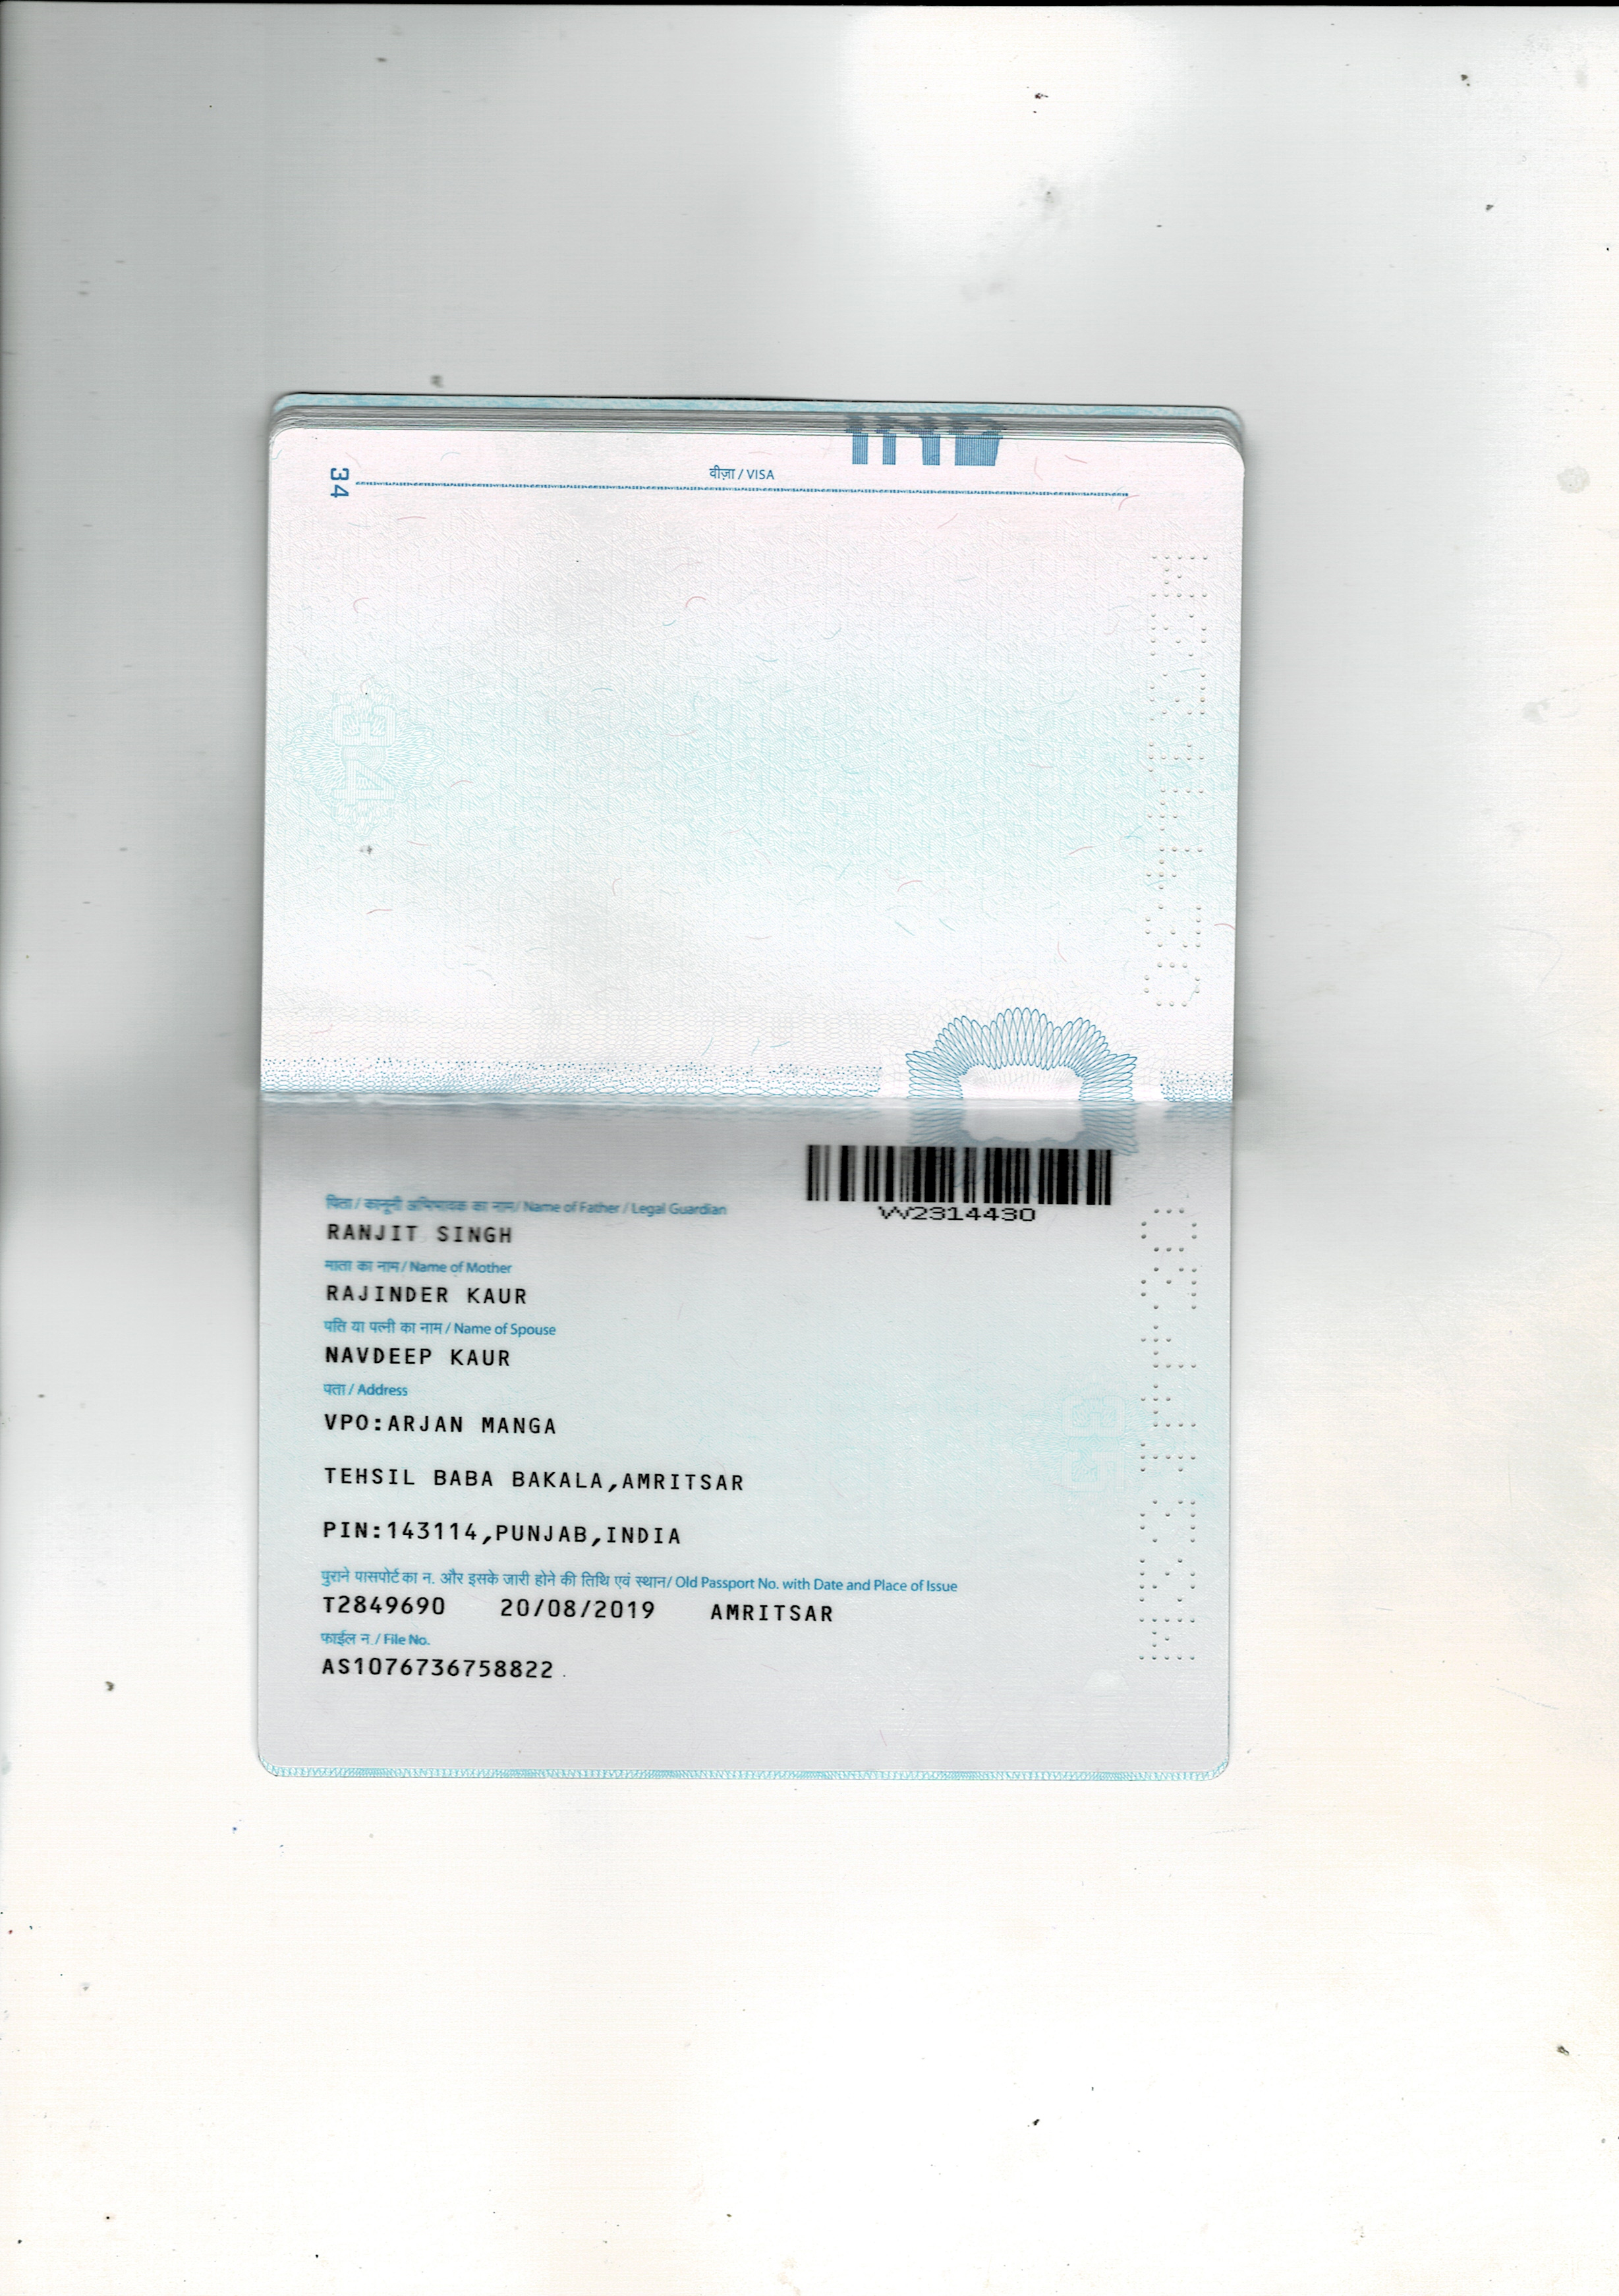 34
वीज़ा / VISA
IND
VV2314430
पिता / कानूनी अभिभावक का नाम / Name of Father / Legal Guardian
RANJIT SINGH
माता का नाम / Name of Mother
RAJINDER KAUR
पति या पत्नी का नाम / Name of Spouse
NAVDEEP KAUR
पता / Address
VPO:ARJAN MANGA
TEHSIL BABA BAKALA,AMRITSAR
PIN:143114,PUNJAB,INDIA
पुराने पासपोर्ट का न. और इसके जारी होने की तिथि एवं स्थान / Old Passport No. with Date and Place of Issue
T2849690 20/08/2019 AMRITSAR
फाईल न. / File No.
AS1076736758822